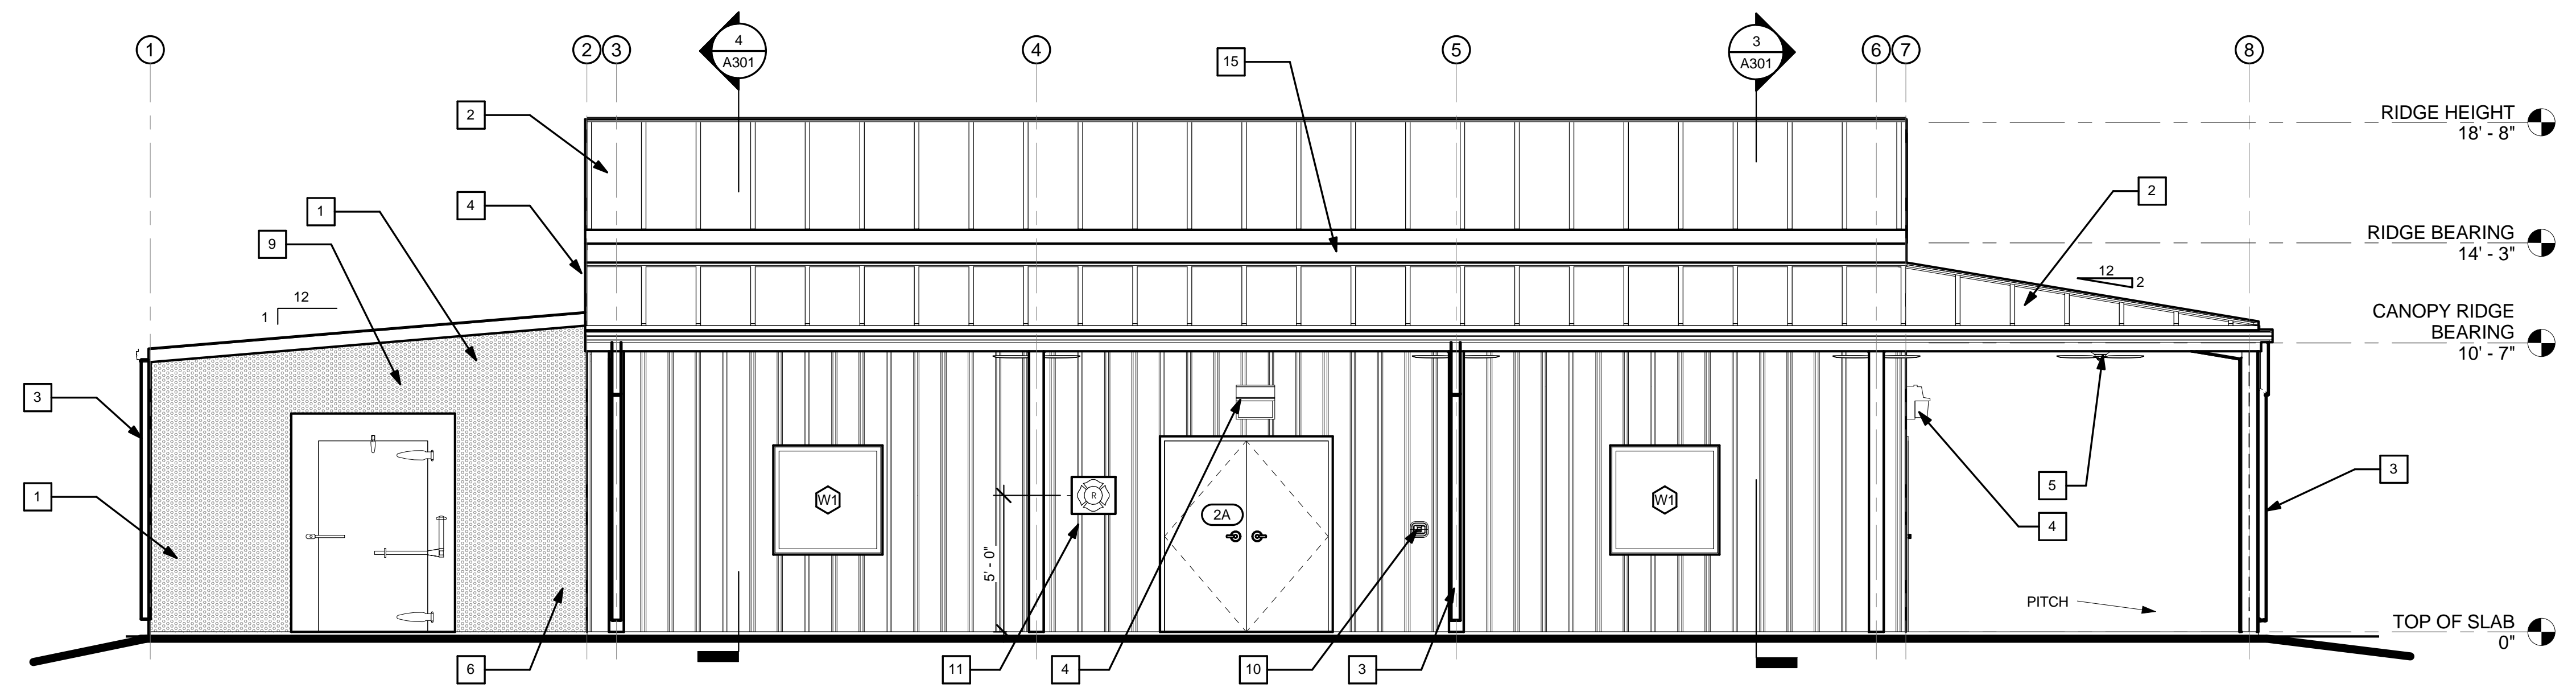 1
2
3
4
A301
4
15
5
3
A301
6
7
8
2
RIDGE HEIGHT
18' - 8"
4
1
2
9
RIDGE BEARING
14' - 3"
12
2
12
1
CANOPY RIDGE
BEARING
10' - 7"
3
3
1
W1
R
2A
W1
5
10
4
5' - 0"
PITCH
TOP OF SLAB
0"
6
11
4
10
3